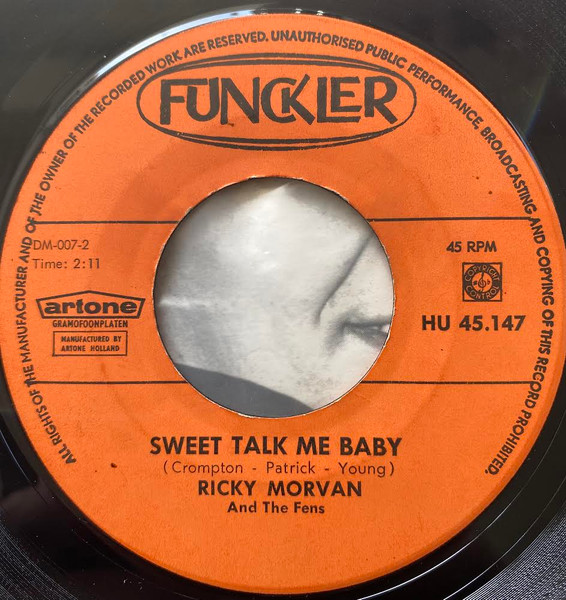 ALL RIGHTS OF THE MANUFACTURER AND OF THE OWNER OF THE RECORDED WORK ARE RESERVED. UNAUTHORISED PUBLIC PERFORMANCE, BROADCASTING AND COPYING OF THIS RECORD PROHIBITED.
FUNCKLER
DM-007-2
Time: 2:11
45 RPM
COPYRIGHT
CONTROL
artone
GRAMOFOONPLATEN
MANUFACTURED BY
ARTONE HOLLAND
HU 45.147
SWEET TALK ME BABY
(Crompton - Patrick - Young)
RICKY MORVAN
And The Fens